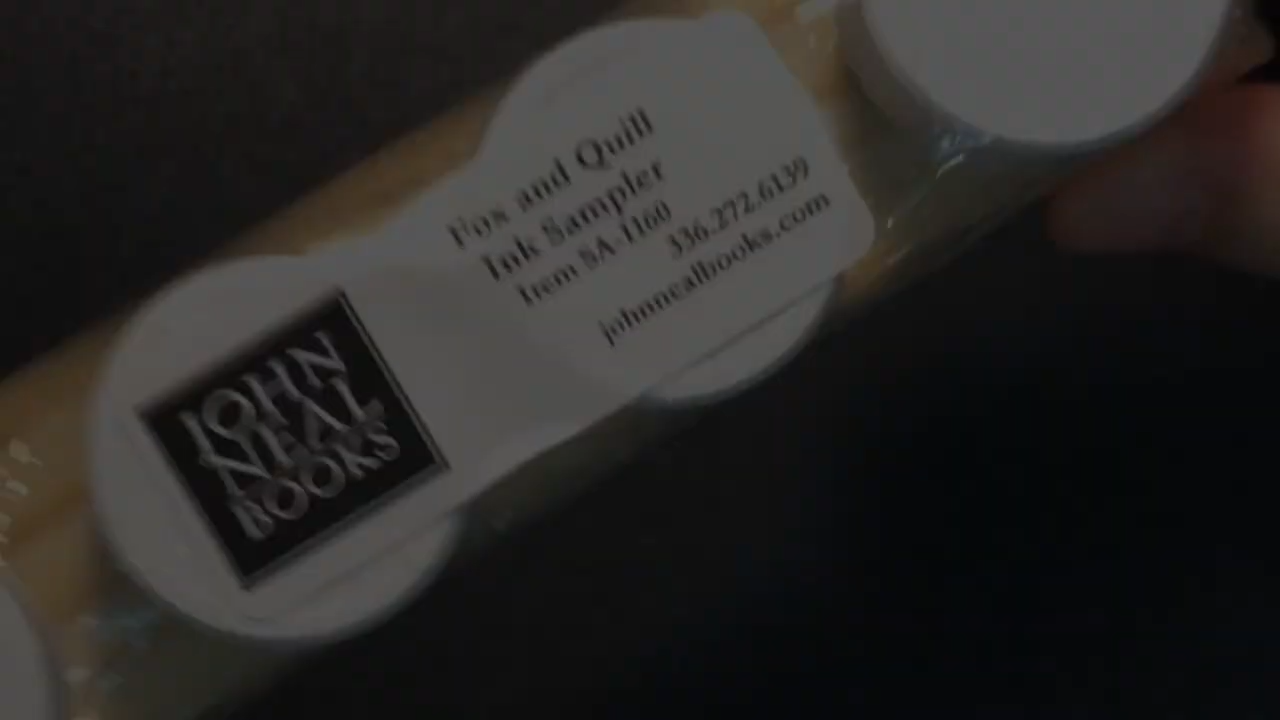 Fox and Quill
Ink Sampler
Item SA-1160
336.272.6139
johnnealbooks.com
JOHN
NEAL
BOOKS